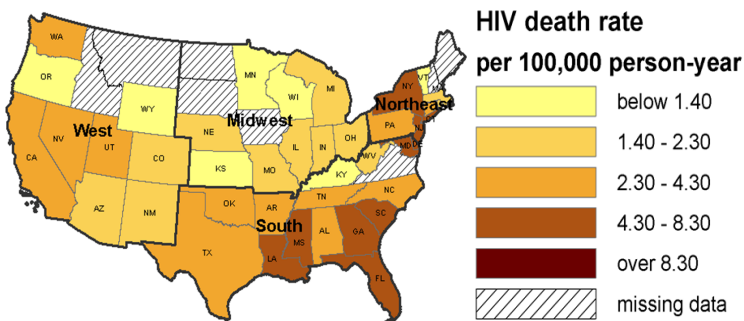 HIV death rate
per 100,000 person-year
below 1.40
1.40 - 2.30
2.30 - 4.30
4.30 - 8.30
over 8.30
missing data
WA
OR
MN
VT
NY
WI
MI
Northeast
WY
Midwest
PA
NJ
NV
West
UT
NE
IL
IN
OH
MD
DE
CA
CO
KS
MO
WV
KY
AZ
NM
OK
AR
TN
NC
South
SC
TX
LA
MS
AL
GA
FL